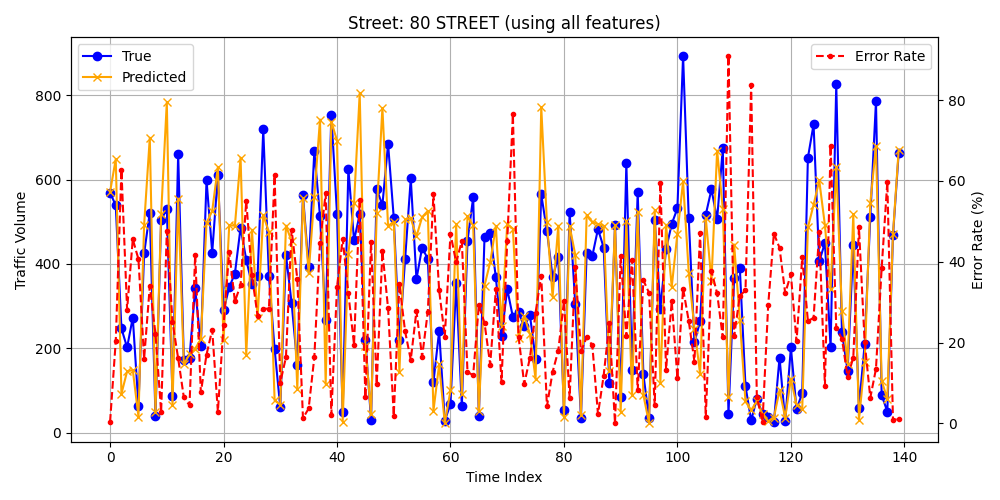 Street: 80 STREET (using all features)
True
Predicted
Error Rate
Traffic Volume
800
600
400
200
0
80
60
40
20
0
Error Rate (%)
0 20 40 60 80 100 120 140
Time Index